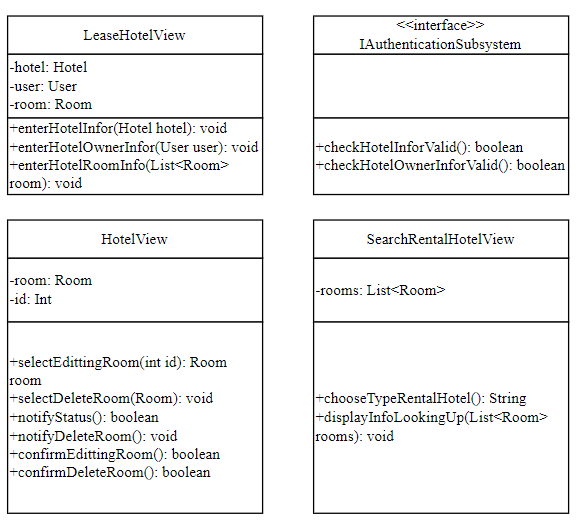 LeaseHotelView
-hotel: Hotel
-user: User
-room: Room
+enterHotelInfor(Hotel hotel): void
+enterHotelOwnerInfor(User user): void
+enterHotelRoomInfo(List<Room>
room): void
<<interface>>
IAuthenticationSubsystem
+checkHotelInforValid(): boolean
+checkHotelOwnerInforValid(): boolean
HotelView
-room: Room
-id: Int
+selectEdittingRoom(int id): Room
room
+selectDeleteRoom(Room): void
+notifyStatus(): boolean
+notifyDeleteRoom(): void
+confirmEdittingRoom(): boolean
+confirmDeleteRoom(): boolean
SearchRentalHotelView
-rooms: List<Room>
+chooseTypeRentalHotel(): String
+displayInfoLookingUp(List<Room>
rooms): void